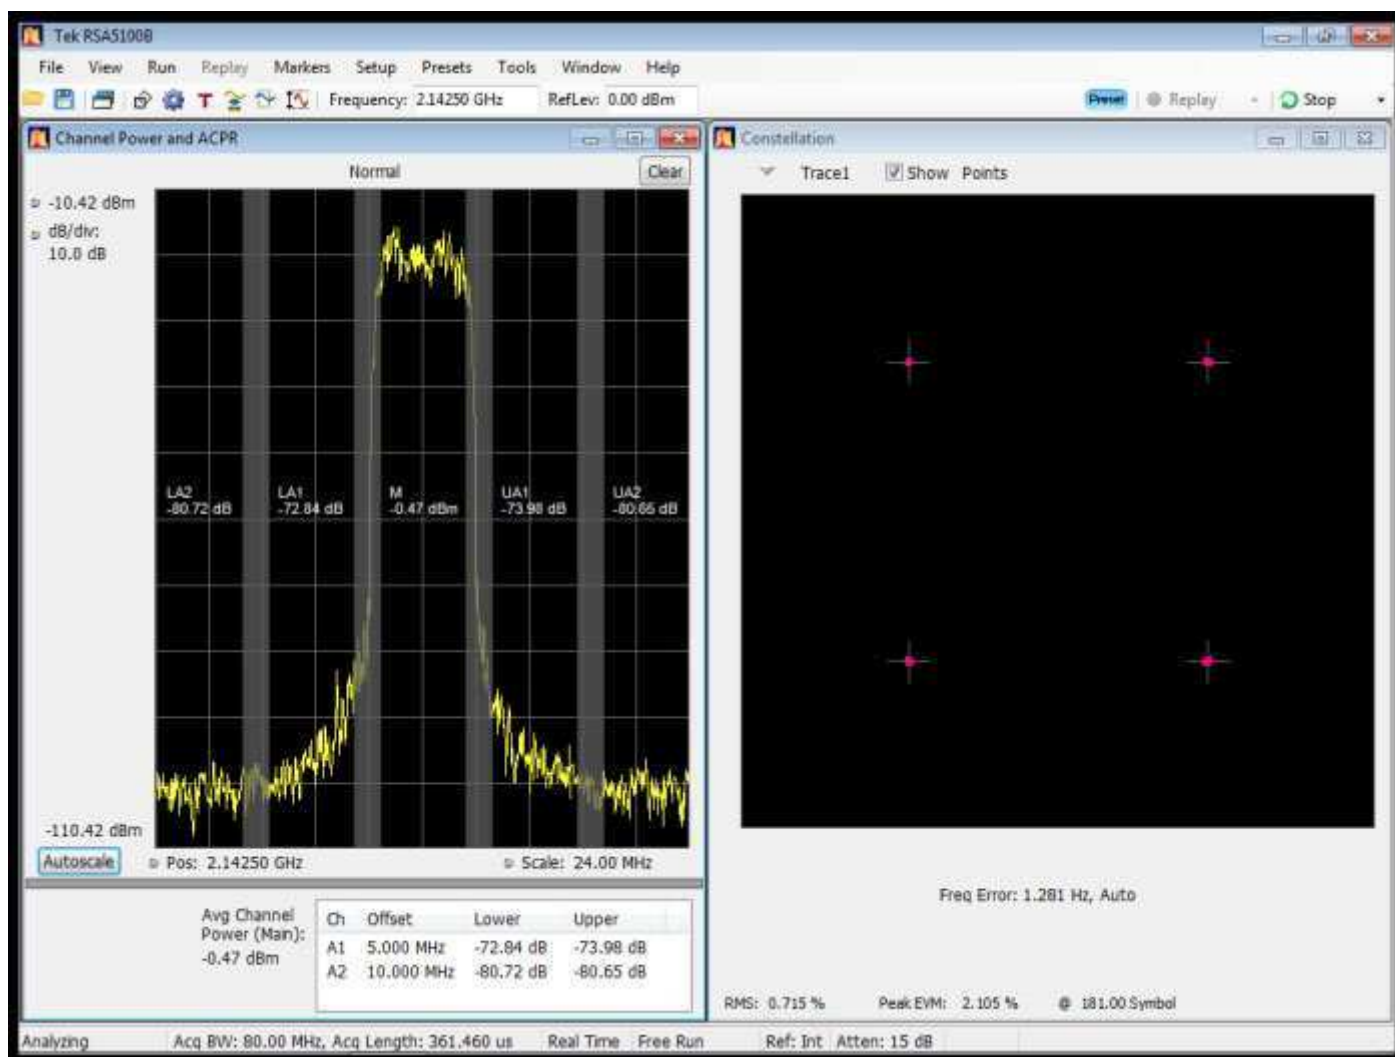 Tek RSA5100B
File View Run Replay Markers Setup Presets Tools Window Help
Frequency: 2.14250 GHz RefLev: 0.00 dBm Preset Replay Stop
Channel Power and ACPR
Normal Clear
-10.42 dBm
dB/div:
10.0 dB
LA2 LA1 M UA1 UA2
-80.72 dB -72.84 dB -0.47 dBm -73.98 dB -80.65 dB
-110.42 dBm
Autoscale Pos: 2.14250 GHz Scale: 24.00 MHz
Avg Channel
Power (Main):
-0.47 dBm
Ch Offset Lower Upper
A1 5.000 MHz -72.84 dB -73.98 dB
A2 10.000 MHz -80.72 dB -80.65 dB
Constellation
Trace1 Show Points
Freq Error: 1.281 Hz, Auto
RMS: 0.715 % Peak EVM: 2.105 % @ 181.00 Symbol
Analyzing Acq BW: 80.00 MHz, Acq Length: 361.460 us Real Time Free Run Ref: Int Atten: 15 dB